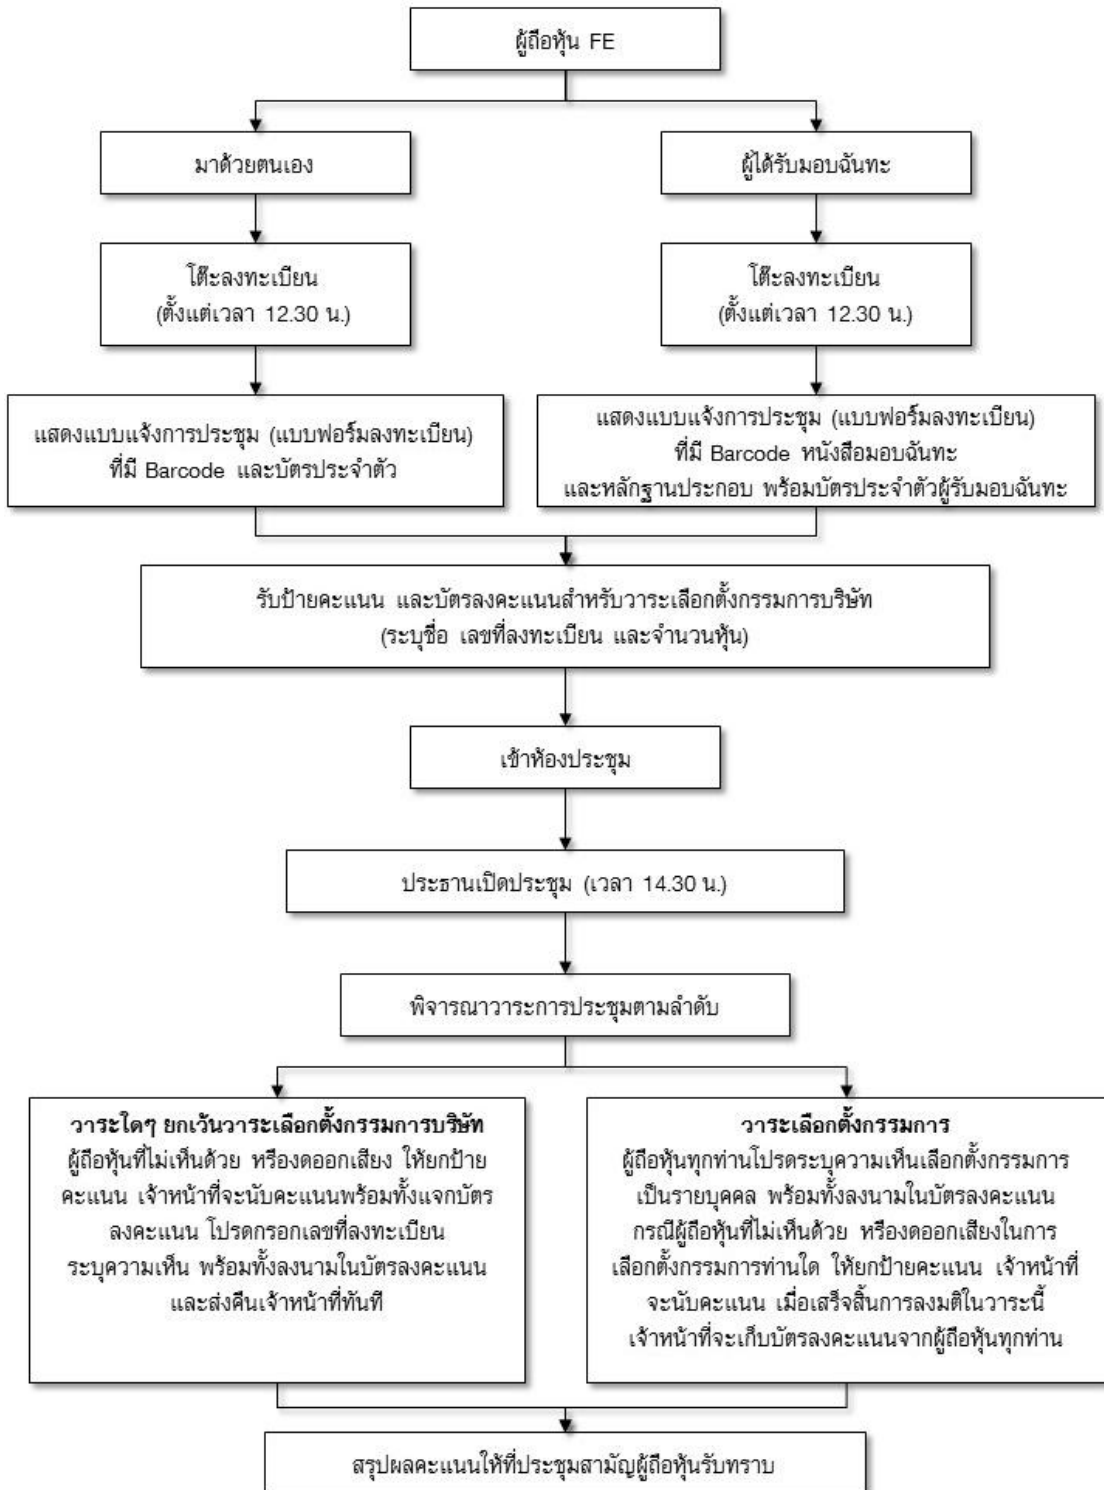 ผู้ถือหุ้น FE
มาด้วยตนเอง
ผู้ได้รับมอบฉันทะ
โต๊ะลงทะเบียน
(ตั้งแต่เวลา 12.30 น.)
โต๊ะลงทะเบียน
(ตั้งแต่เวลา 12.30 น.)
แสดงแบบแจ้งการประชุม (แบบฟอร์มลงทะเบียน)
ที่มี Barcode และบัตรประจำตัว
แสดงแบบแจ้งการประชุม (แบบฟอร์มลงทะเบียน)
ที่มี Barcode หนังสือมอบฉันทะ
และหลักฐานประกอบ พร้อมบัตรประจำตัวผู้รับมอบฉันทะ
รับป้ายคะแนน และบัตรลงคะแนนสำหรับวาระเลือกตั้งกรรมการบริษัท
(ระบุชื่อ เลขที่ลงทะเบียน และจำนวนหุ้น)
เข้าห้องประชุม
ประธานเปิดประชุม (เวลา 14.30 น.)
พิจารณาวาระการประชุมตามลำดับ
วาระใดๆ ยกเว้นวาระเลือกตั้งกรรมการบริษัท
ผู้ถือหุ้นที่ไม่เห็นด้วย หรืองดออกเสียง ให้ยกป้าย
คะแนน เจ้าหน้าที่จะนับคะแนนพร้อมทั้งแจกบัตร
ลงคะแนน โปรดกรอกเลขที่ลงทะเบียน
ระบุความเห็น พร้อมทั้งลงนามในบัตรลงคะแนน
และส่งคืนเจ้าหน้าที่ทันที
วาระเลือกตั้งกรรมการ
ผู้ถือหุ้นทุกท่านโปรดระบุความเห็นเลือกตั้งกรรมการ
เป็นรายบุคคล พร้อมทั้งลงนามในบัตรลงคะแนน
กรณีผู้ถือหุ้นที่ไม่เห็นด้วย หรืองดออกเสียงในการ
เลือกตั้งกรรมการท่านใด ให้ยกป้ายคะแนน เจ้าหน้าที่
จะนับคะแนน เมื่อเสร็จสิ้นการลงมติในวาระนี้
เจ้าหน้าที่จะเก็บบัตรลงคะแนนจากผู้ถือหุ้นทุกท่าน
สรุปผลคะแนนให้ที่ประชุมสามัญผู้ถือหุ้นรับทราบ